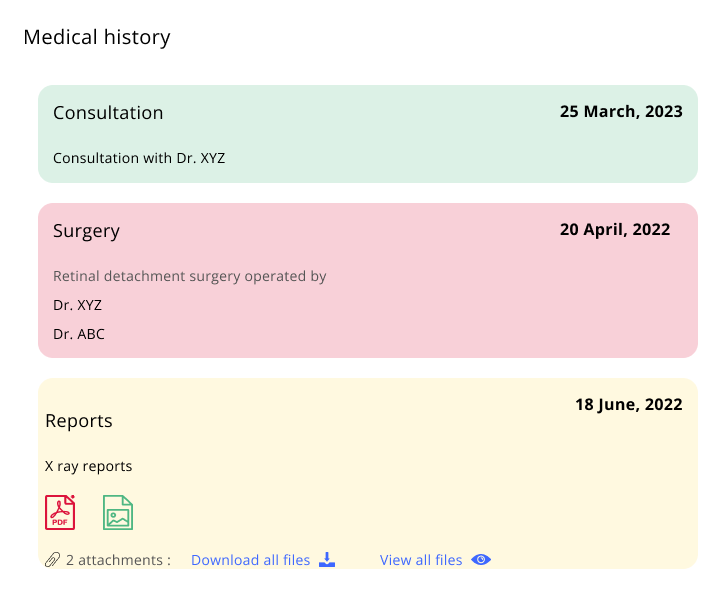 Medical history
Consultation
25 March, 2023
Consultation with Dr. XYZ
Surgery
20 April, 2022
Retinal detachment surgery operated by
Dr. XYZ
Dr. ABC
18 June, 2022
Reports
X ray reports
PDF
2 attachments : Download all files View all files